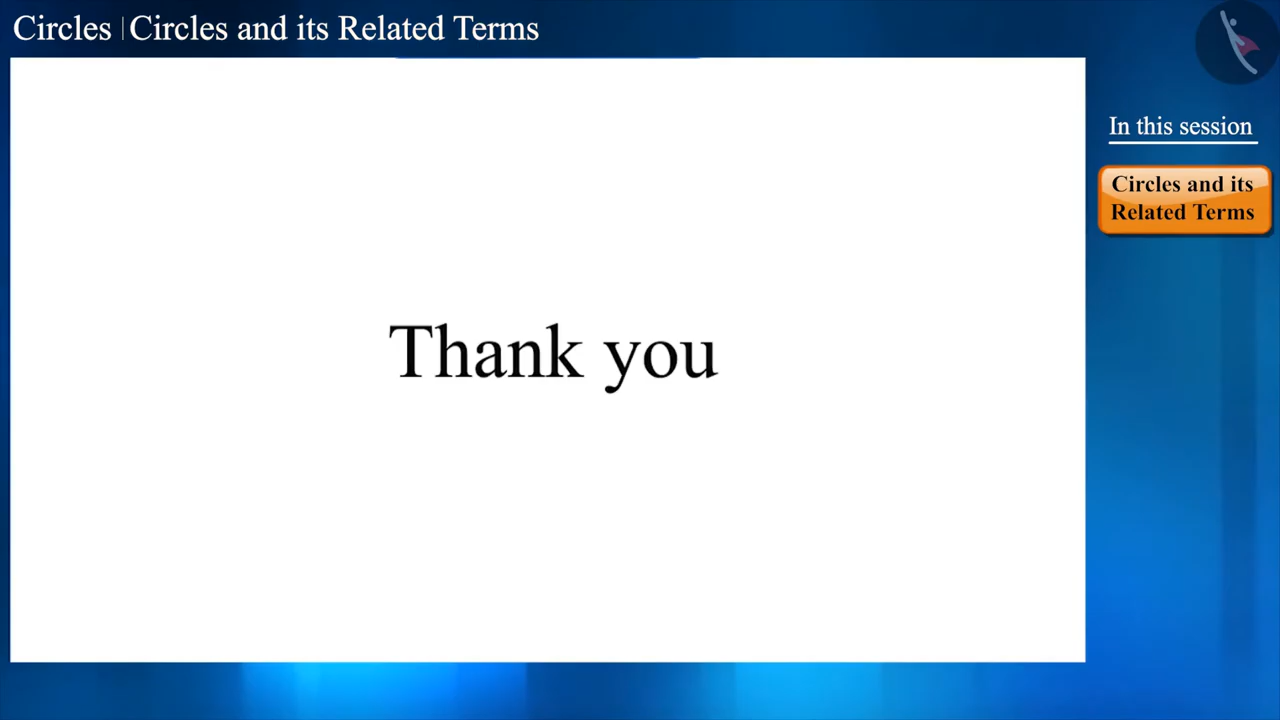 Circles | Circles and its Related Terms
In this session
Circles and its
Related Terms
Thank you